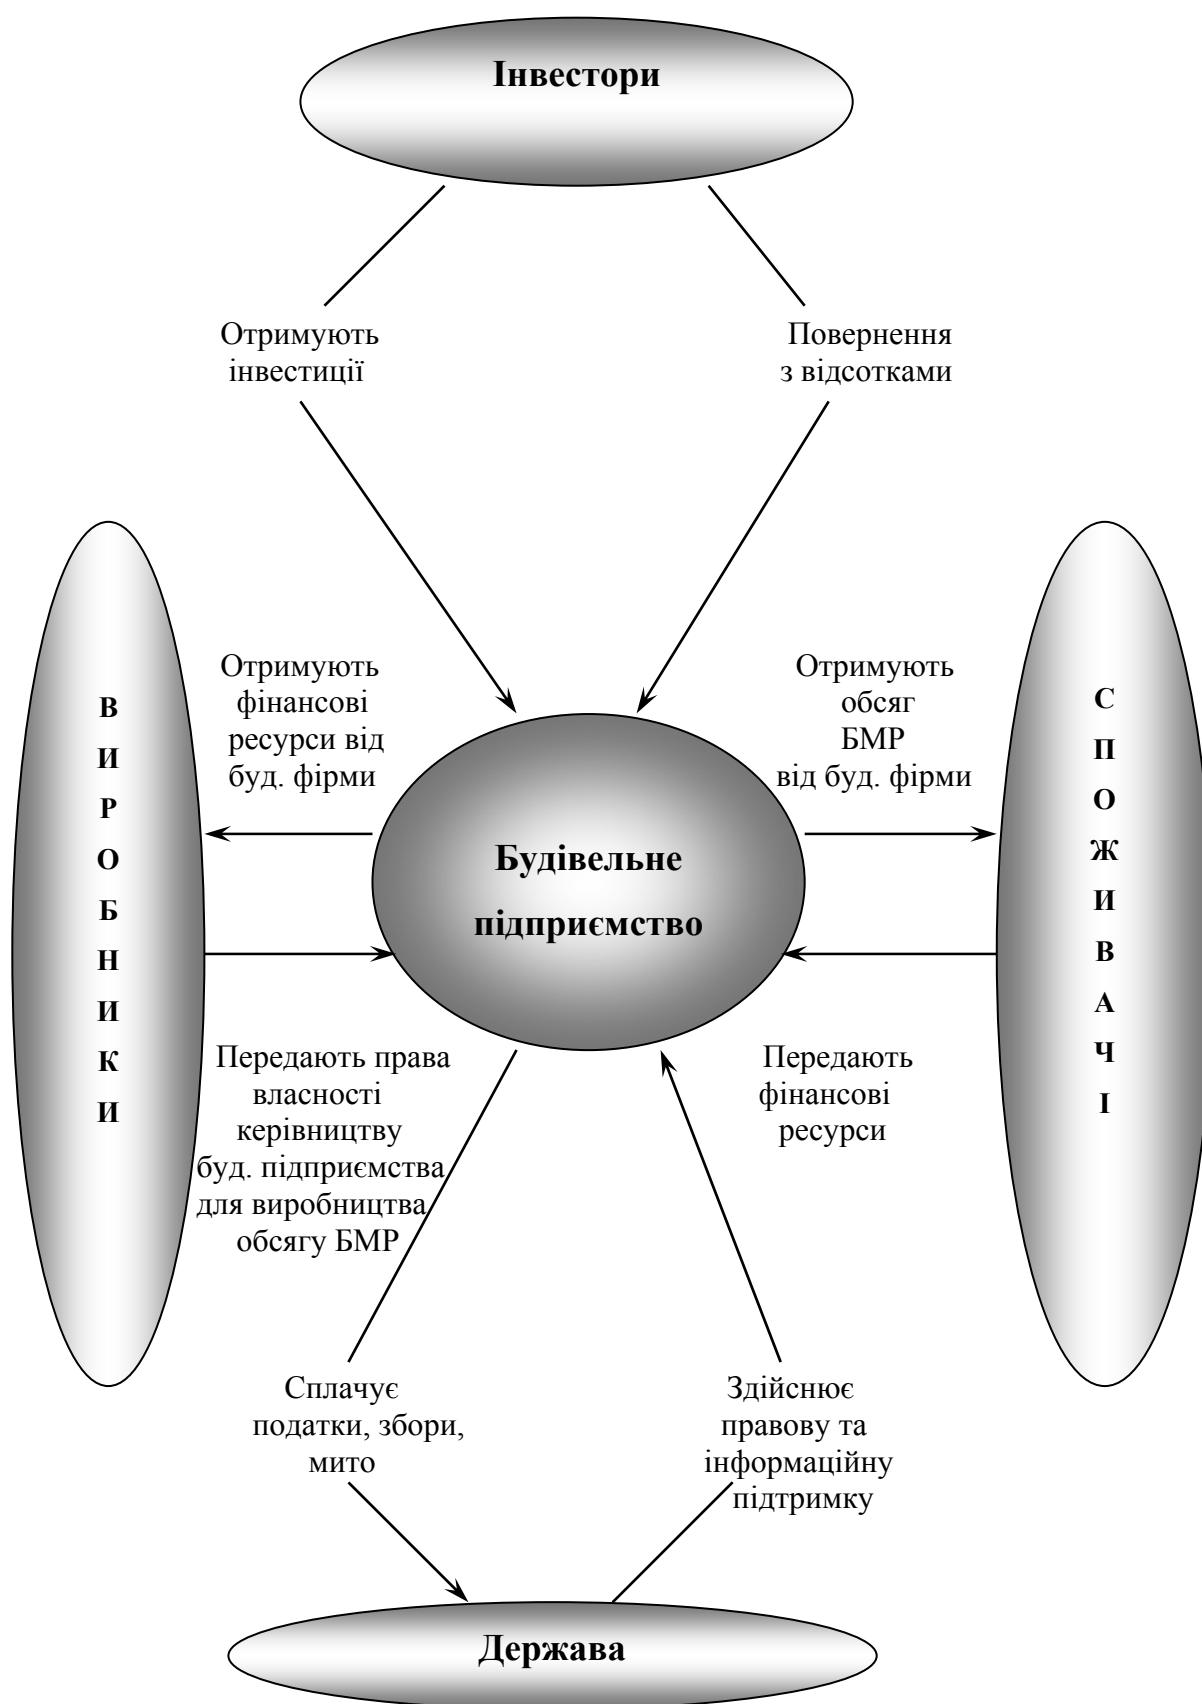 Інвестори
Отримують
інвестиції
Повернення
з відсотками
В
И
Р
О
Б
Н
И
К
И
Отримують
фінансові
ресурси від
буд. фірми
Отримують
обсяг
БМР
від буд. фірми
С
П
О
Ж
И
В
А
Ч
І
Будівельне
підприємство
Передають права
власності
керівництву
буд. підприємства
для виробництва
обсягу БМР
Передають
фінансові
ресурси
Сплачує
податки, збори,
мито
Здійснює
правову та
інформаційну
підтримку
Держава